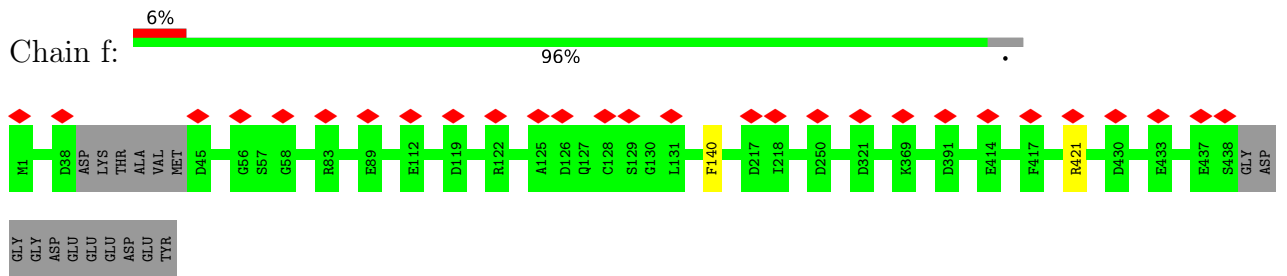 6%
Chain f:
96%
.
M1 D38 ASP LYS THR ALA VAL MET D45 G56 S57 G58 R83 E89 E112 D119 R122 A125 D126 Q127 C128 S129 G130 L131 F140 D217 I218 D250 D321 K369 D391 E414 F417 R421 D430 E433 E437 S438 GLY ASP
GLY GLY ASP GLU GLU GLU ASP GLU TYR